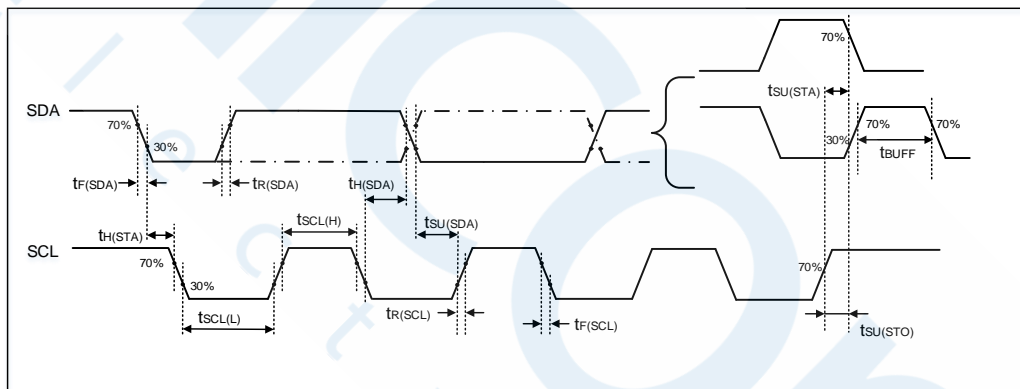 70%
tSU(STA)
SDA
70%
30%
30%
70%
70%
tBUFF
tF(SDA)
tR(SDA)
tH(SDA)
tSCL(H)
tSU(SDA)
tH(STA)
SCL
70%
30%
70%
tSCL(L)
tR(SCL)
tF(SCL)
tSU(STO)